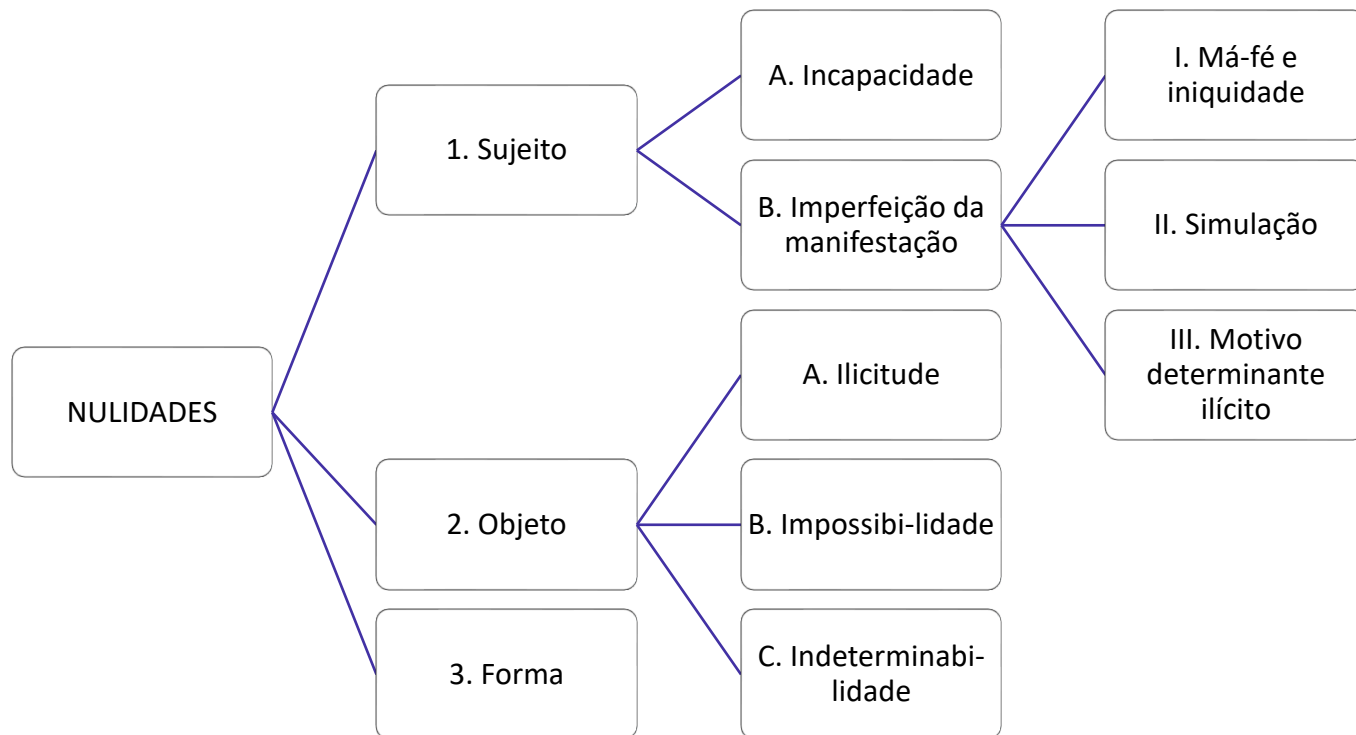 NULIDADES
1. Sujeito
A. Incapacidade
B. Imperfeição da
manifestação
I. Má-fé e
iniquidade
II. Simulação
III. Motivo
determinante
ilícito
2. Objeto
A. Ilicitude
B. Impossibi-lidade
C. Indeterminabi-
lidade
3. Forma